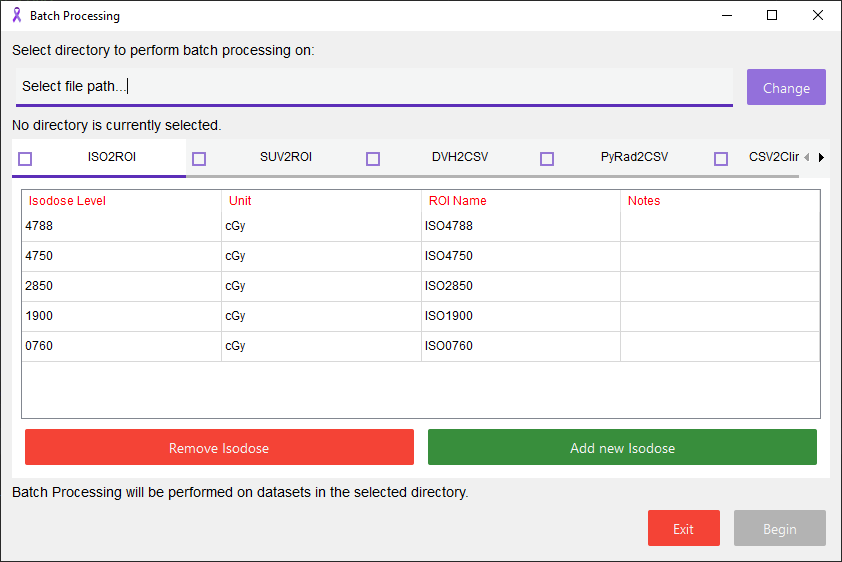 Batch Processing
Select directory to perform batch processing on:
Select file path...
Change
No directory is currently selected.
ISO2ROI SUV2ROI DVH2CSV PyRad2CSV CSV2Clin
Isodose Level Unit ROI Name Notes
4788 cGy ISO4788
4750 cGy ISO4750
2850 cGy ISO2850
1900 cGy ISO1900
0760 cGy ISO0760
Remove Isodose Add new Isodose
Batch Processing will be performed on datasets in the selected directory.
Exit Begin